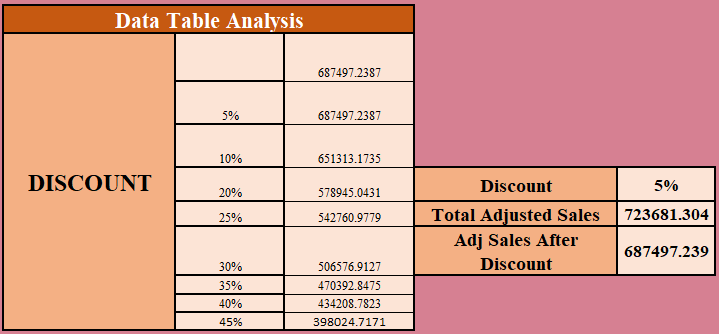 Data Table Analysis
DISCOUNT
687497.2387
5% 687497.2387
10% 651313.1735
20% 578945.0431
25% 542760.9779
30% 506576.9127
35% 470392.8475
40% 434208.7823
45% 398024.7171
Discount 5%
Total Adjusted Sales 723681.304
Adj Sales After
Discount 687497.239